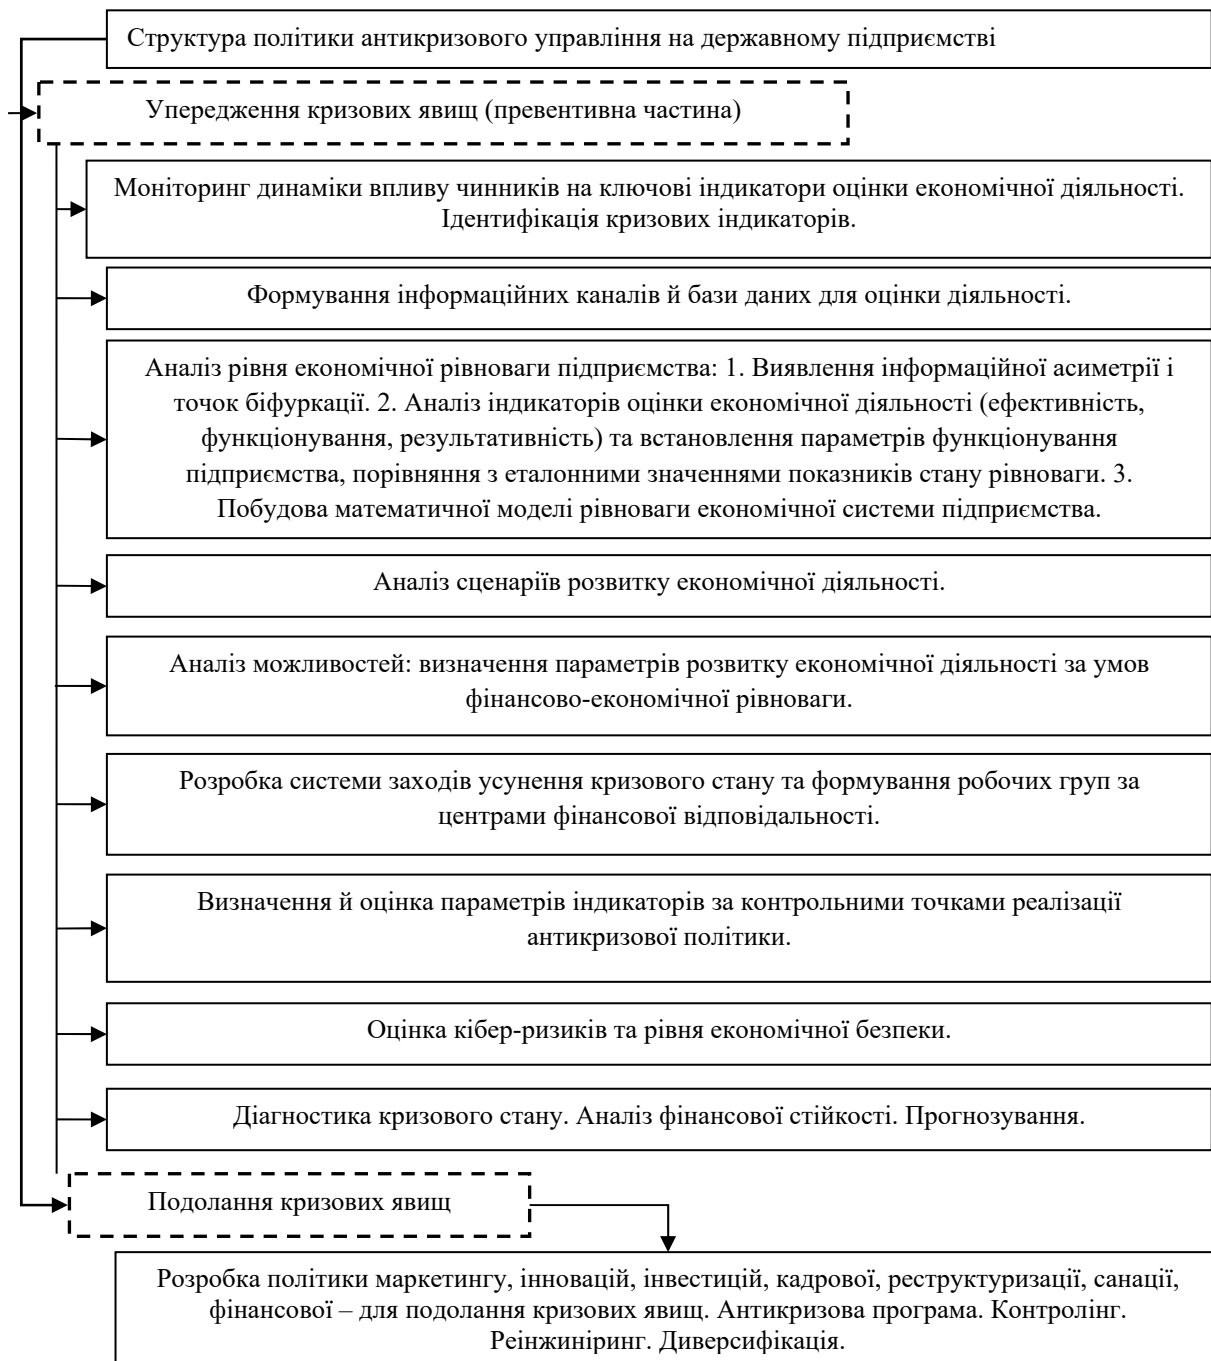 Структура політики антикризового управління на державному підприємстві
Упередження кризових явищ (превентивна частина)
Моніторинг динаміки впливу чинників на ключові індикатори оцінки економічної діяльності.
Ідентифікація кризових індикаторів.
Формування інформаційних каналів й бази даних для оцінки діяльності.
Аналіз рівня економічної рівноваги підприємства: 1. Виявлення інформаційної асиметрії і
точок біфуркації. 2. Аналіз індикаторів оцінки економічної діяльності (ефективність,
функціонування, результативність) та встановлення параметрів функціонування
підприємства, порівняння з еталонними значеннями показників стану рівноваги. 3.
Побудова математичної моделі рівноваги економічної системи підприємства.
Аналіз сценаріїв розвитку економічної діяльності.
Аналіз можливостей: визначення параметрів розвитку економічної діяльності за умов
фінансово-економічної рівноваги.
Розробка системи заходів усунення кризового стану та формування робочих груп за
центрами фінансової відповідальності.
Визначення й оцінка параметрів індикаторів за контрольними точками реалізації
антикризової політики.
Оцінка кібер-ризиків та рівня економічної безпеки.
Діагностика кризового стану. Аналіз фінансової стійкості. Прогнозування.
Подолання кризових явищ
Розробка політики маркетингу, інновацій, інвестицій, кадрової, реструктуризації, санації,
фінансової – для подолання кризових явищ. Антикризова програма. Контролінг.
Реінжиніринг. Диверсифікація.